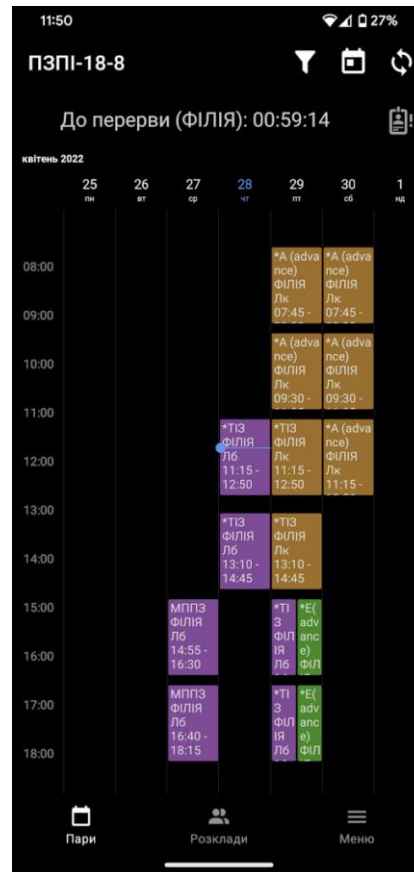 11:50
27%
ПЗПІ-18-8
До перерви (ФІЛІЯ): 00:59:14
квітень 2022
25 26 27 28 29 30 1
пн вт ср чт пт сб нд
08:00
09:00
10:00
11:00
12:00
13:00
14:00
15:00
16:00
17:00
18:00
МППЗ
ФІЛІЯ
Лб
14:55 -
16:30
МППЗ
ФІЛІЯ
Лб
16:40 -
18:15
*ТІЗ
ФІЛІЯ
Лб
11:15 -
12:50
*ТІЗ
ФІЛІЯ
Лб
13:10 -
14:45
*А (adva
nce)
ФІЛІЯ
Лк
07:45 -
*А (adva
nce)
ФІЛІЯ
Лк
09:30 -
*ТІЗ
ФІЛІЯ
Лк
11:15 -
12:50
*ТІЗ
ФІЛІЯ
Лк
13:10 -
14:45
*ТІ
З
ФІЛ
ІЯ
Лб
*Е(
adv
anc
е)
ФІЛ
*ТІ
З
ФІЛ
ІЯ
Лб
*Е(
adv
anc
е)
ФІЛ
*А (adva
nce)
ФІЛІЯ
Лк
07:45 -
*А (adva
nce)
ФІЛІЯ
Лк
09:30 -
*А (adva
nce)
ФІЛІЯ
Лк
11:15 -
Пари
Розклади
Меню